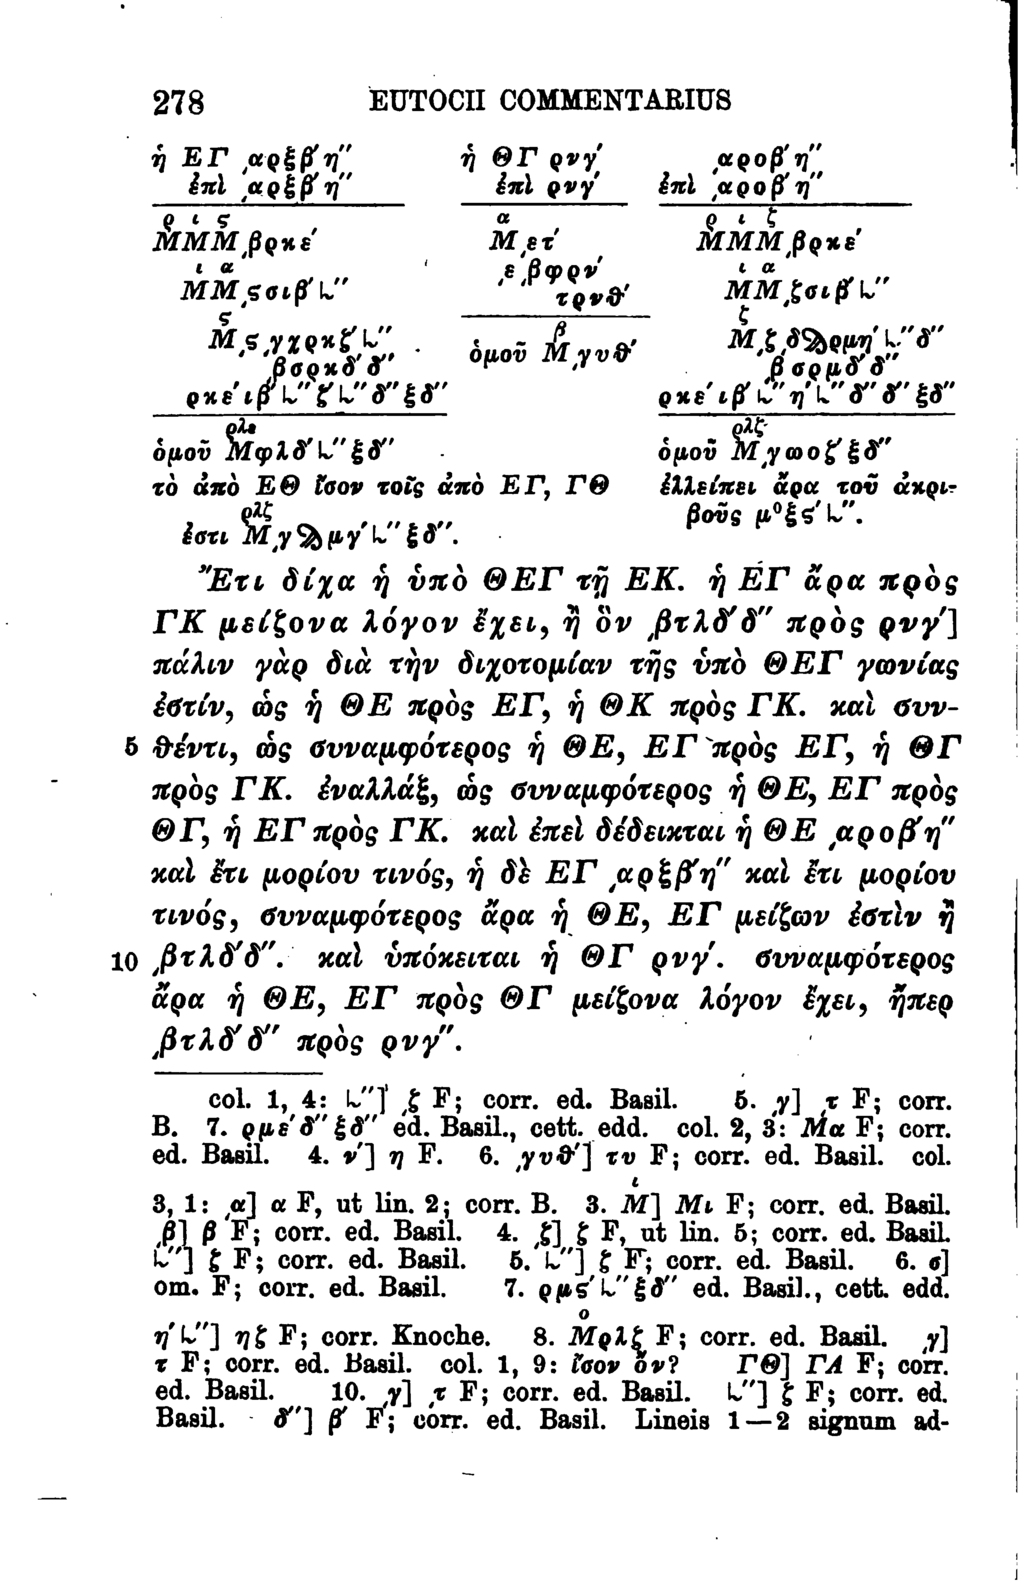 278 EUTOCII COMMENTARIUS
ἡ ΕΓ ͵αρξβ′ η″ ἡ ΘΓ ρνγ′ ͵αροβ′ η″
ἐπὶ ͵αρξβ′ η″ ἐπὶ ρνγ′ ἐπὶ ͵αροβ′ η″
ρ ι ϛ α ρ ι ζ
ΜΜΜ͵βρκε′ Μ͵ετ′ ΜΜΜ͵βρκε′
ι α ͵ε͵βφρν′ ι α
ΜΜ͵ϛσιβ′ 𐅵″ τρνθ′ ΜΜ͵ζσιβ′ 𐅵″
ϛ β ζ
Μ͵ϛ͵γχρκζ′ 𐅵″ ὁμοῦ Μ͵γυθ′ Μ͵ζ͵δϡρμη′ 𐅵″ δ″
͵βσρκδ′ δ″ ͵βσρμδ′ δ″
ρκε′ ιβ′ 𐅵″ ζ′ 𐅵″ δ″ ξδ″ ρκε′ ιβ′ 𐅵″ η′ 𐅵″ δ″ δ″ ξδ″
ρλε ρλζ
ὁμοῦ Μφλδ′ 𐅵″ ξδ″ ὁμοῦ Μ͵γωοζ′ ξδ″
τὸ ἀπὸ ΕΘ ἴσον τοῖς ἀπὸ ΕΓ, ΓΘ ἐλλείπει ἄρα τοῦ ἀκρι-
ρλζ βοῦς μ⁰ ξϛ′ 𐅵″.
ἐστι Μ͵γϡμγ′ 𐅵″ ξδ″.
Ἔτι δίχα ἡ ὑπὸ ΘΕΓ τῇ ΕΚ. ἡ ΕΓ ἄρα πρὸς
ΓΚ μείζονα λόγον ἔχει, ἢ ὃν ͵βτλδ′ δ″ πρὸς ρνγ′]
πάλιν γὰρ διὰ τὴν διχοτομίαν τῆς ὑπὸ ΘΕΓ γωνίας
ἐστίν, ὡς ἡ ΘΕ πρὸς ΕΓ, ἡ ΘΚ πρὸς ΓΚ. καὶ συν-
5 θέντι, ὡς συναμφότερος ἡ ΘΕ, ΕΓ πρὸς ΕΓ, ἡ ΘΓ
πρὸς ΓΚ. ἐναλλάξ, ὡς συναμφότερος ἡ ΘΕ, ΕΓ πρὸς
ΘΓ, ἡ ΕΓ πρὸς ΓΚ. καὶ ἐπεὶ δέδεικται ἡ ΘΕ ͵αροβ′ η″
καὶ ἔτι μορίου τινός, ἡ δὲ ΕΓ ͵αρξβ′ η″ καὶ ἔτι μορίου
τινός, συναμφότερος ἄρα ἡ ΘΕ, ΕΓ μείζων ἐστὶν ἢ
10 ͵βτλδ′ δ″. καὶ ὑπόκειται ἡ ΘΓ ρνγ′. συναμφότερος
ἄρα ἡ ΘΕ, ΕΓ πρὸς ΘΓ μείζονα λόγον ἔχει, ἤπερ
͵βτλδ′ δ″ πρὸς ρνγ″.
col. 1, 4: 𐅵″] ͵ζ F; corr. ed. Basil. 5. ͵γ] ͵τ F; corr.
B. 7. ρμε′ δ″ ξδ″ ed. Basil., cett. edd. col. 2, 3: Μα F; corr.
ed. Basil. 4. ν′] η F. 6. ͵γυθ′] τυ F; corr. ed. Basil. col.
ι
3, 1: ͵α] α F, ut lin. 2; corr. B. 3. Μ] Μι F; corr. ed. Basil.
͵β] β F; corr. ed. Basil. 4. ͵ζ] ζ F, ut lin. 5; corr. ed. Basil.
𐅵″] ζ F; corr. ed. Basil. 5. 𐅵″] ζ F; corr. ed. Basil. 6. σ]
om. F; corr. ed. Basil. 7. ρμϛ′ 𐅵″ ξδ″ ed. Basil., cett. edd.
ο
η′ 𐅵″] ηζ F; corr. Knoche. 8. Μρλζ F; corr. ed. Basil. ͵γ]
τ F; corr. ed. Basil. col. 1, 9: ἴσον ὄν? ΓΘ] ΓΛ F; corr.
ed. Basil. 10. ͵γ] ͵τ F; corr. ed. Basil. 𐅵″] ζ F; corr. ed.
Basil. δ″] β′ F; corr. ed. Basil. Lineis 1—2 signum ad-